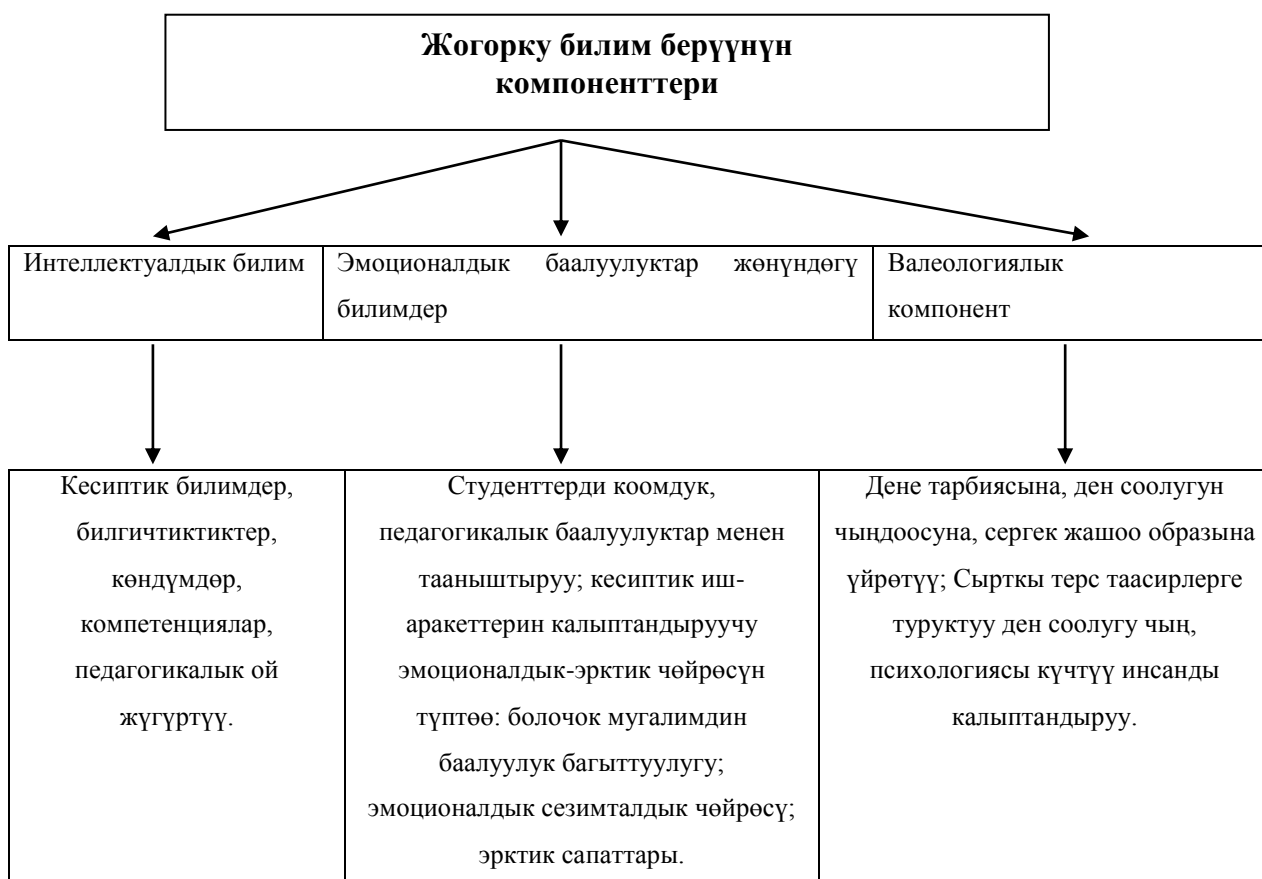 Жогорку билим берүүнүн
компоненттери
Интеллектуалдык билим
Эмоционалдык баалуулуктар жөнүндөгү
билимдер
Валеологиялык
компонент
Кесиптик билимдер,
билгичтиктиктер,
көндүмдөр,
компетенциялар,
педагогикалык ой
жүгүртүү.
Студенттерди коомдук,
педагогикалык баалуулуктар менен
тааныштыруу; кесиптик иш-
аракеттерин калыптандыруучу
эмоционалдык-эрктик чөйрөсүн
түптөө: болочок мугалимдин
баалуулук багыттуулугу;
эмоционалдык сезимталдык чөйрөсү;
эрктик сапаттары.
Дене тарбиясына, ден соолугун
чыңдоосуна, сергек жашоо образына
үйрөтүү; Сырткы терс таасирлерге
туруктуу ден соолугу чың,
психологиясы күчтүү инсанды
калыптандыруу.